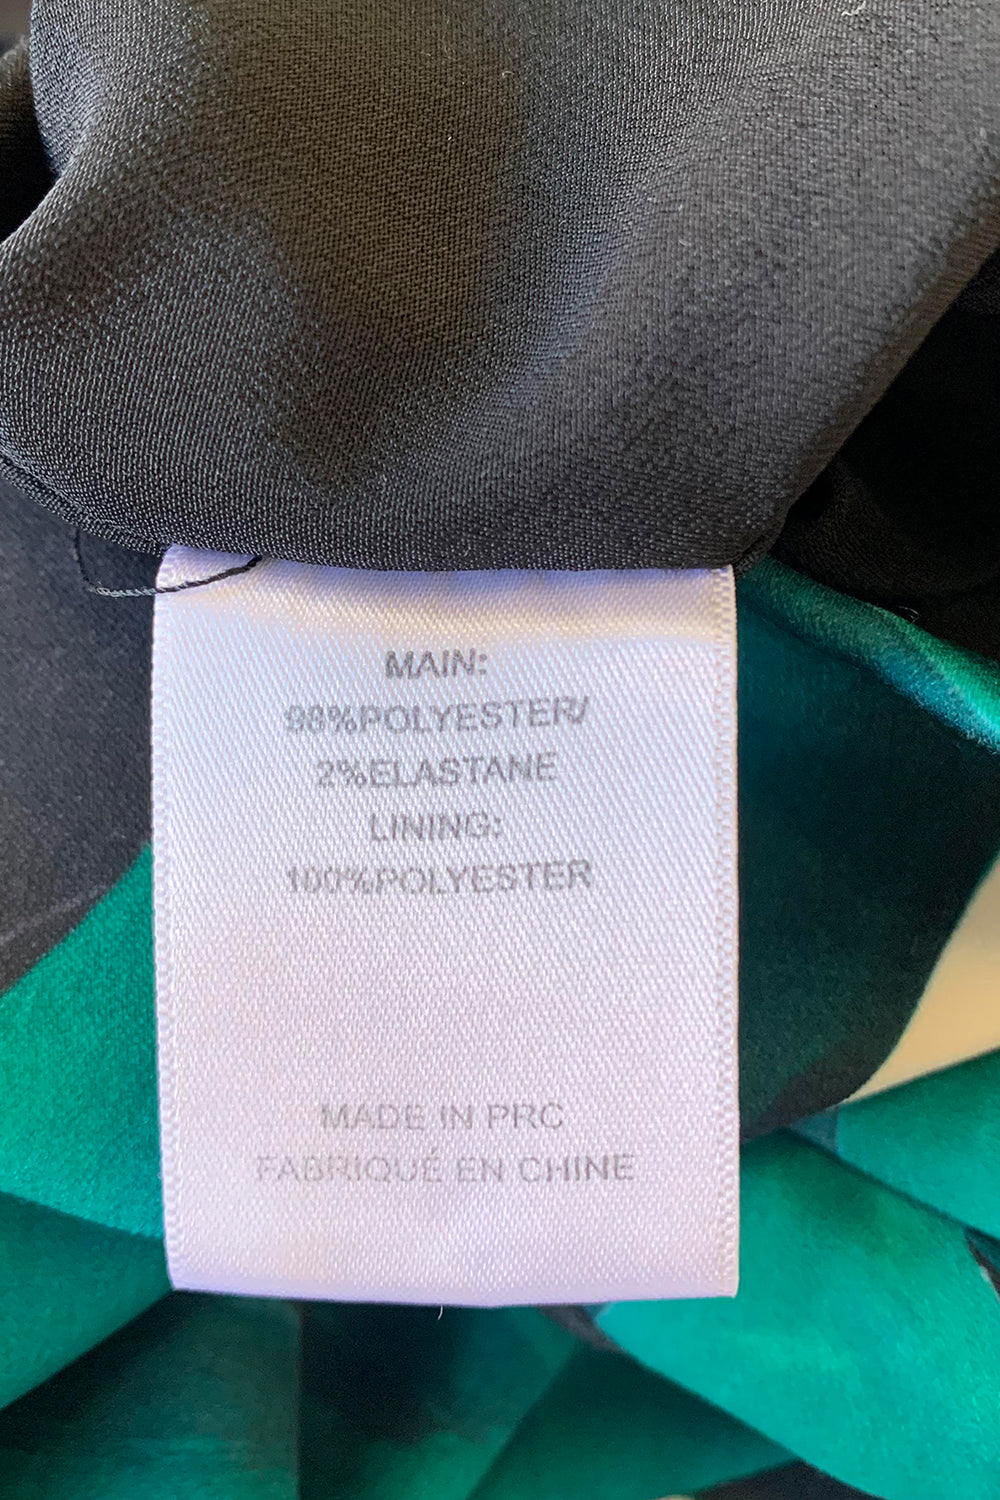 MAIN:
98%POLYESTER/
2%ELASTANE
LINING:
100%POLYESTER
MADE IN PRC
FABRIQUÉ EN CHINE